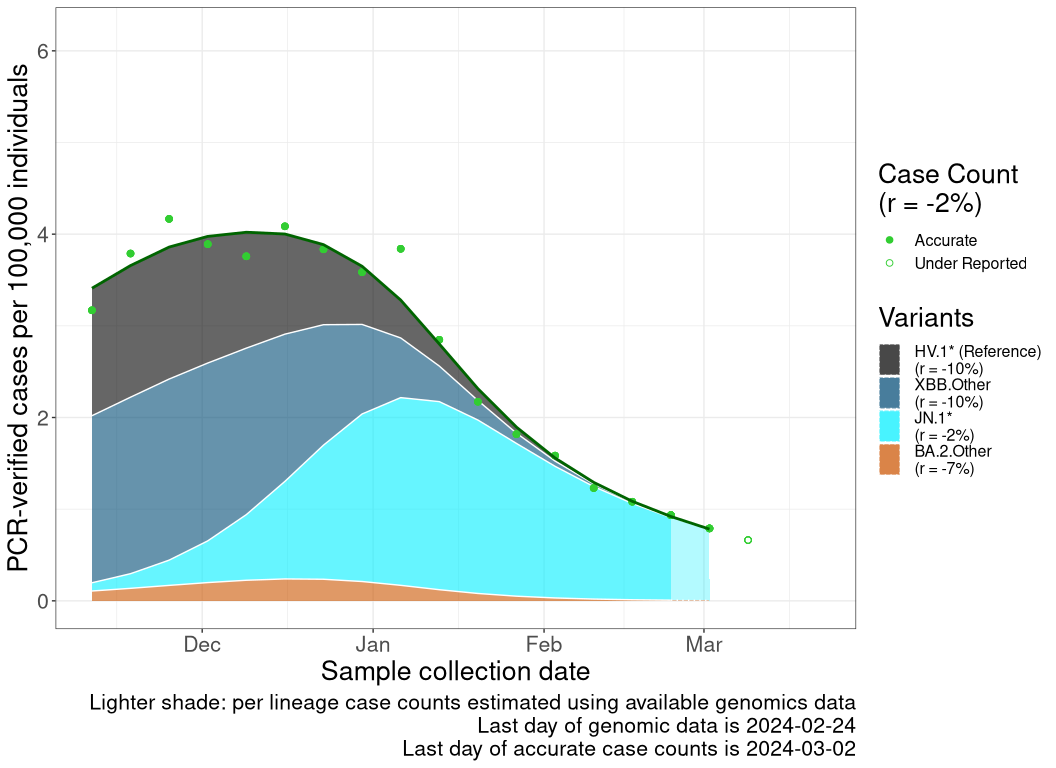 PCR-verified cases per 100,000 individuals
6
4
2
0
Dec
Jan
Feb
Mar
Sample collection date
Lighter shade: per lineage case counts estimated using available genomics data
Last day of genomic data is 2024-02-24
Last day of accurate case counts is 2024-03-02
Case Count
(r = -2%)
Accurate
Under Reported
Variants
HV.1* (Reference)
(r = -10%)
XBB.Other
(r = -10%)
JN.1*
(r = -2%)
BA.2.Other
(r = -7%)